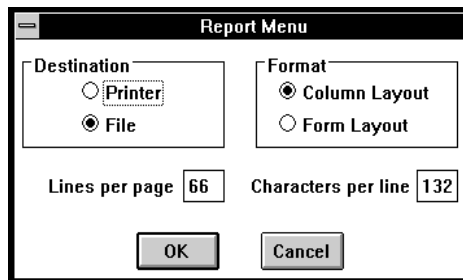 Report Menu
Destination
Printer
File
Format
Column Layout
Form Layout
Lines per page 66
Characters per line 132
OK
Cancel